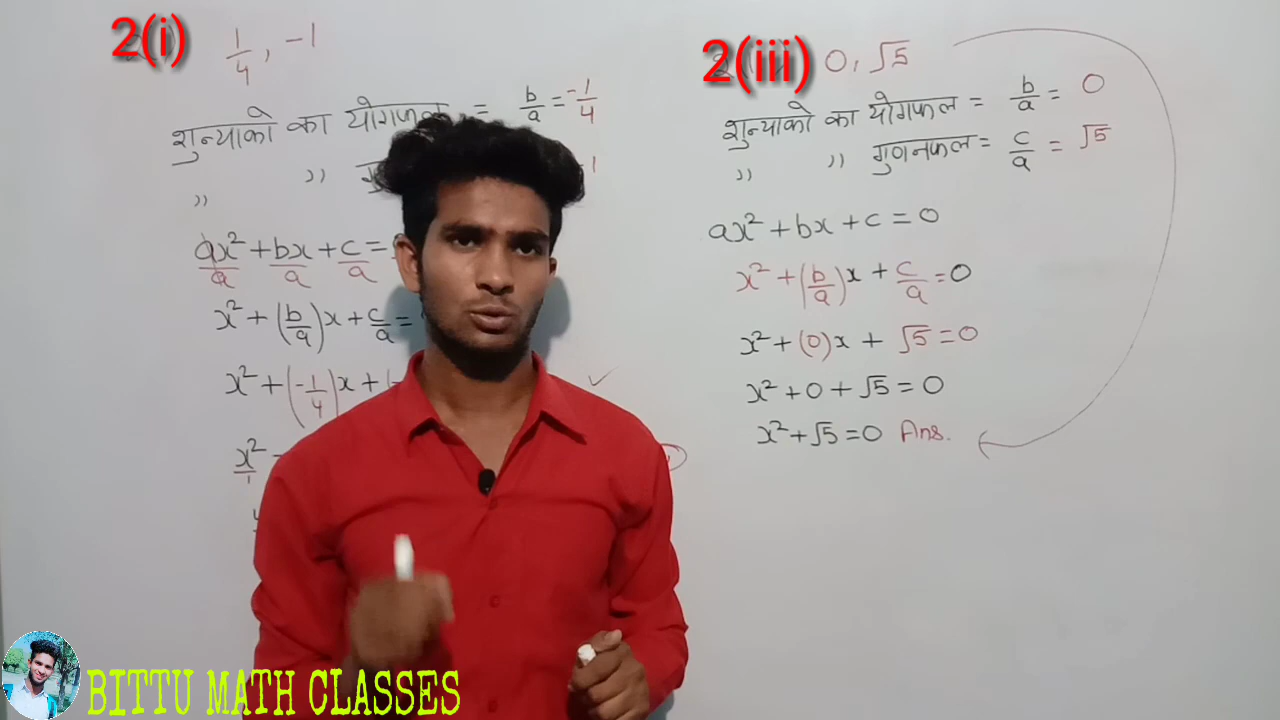 2(i)
1/4, -1
शुन्याको का योगफल = b/a = -1/4
,, ,,
ax²/a + bx/a + c/a =
x² + (b/a)x + c/a =
x² + (-1/4)x +
x²/1
2(iii) 0, √5
शुन्याको का योगफल = b/a = 0
,, ,, गुणनफल = c/a = √5
ax² + bx + c = 0
x² + (b/a)x + c/a = 0
x² + (0)x + √5 = 0
x² + 0 + √5 = 0
x² + √5 = 0 Ans.
BITTU MATH CLASSES